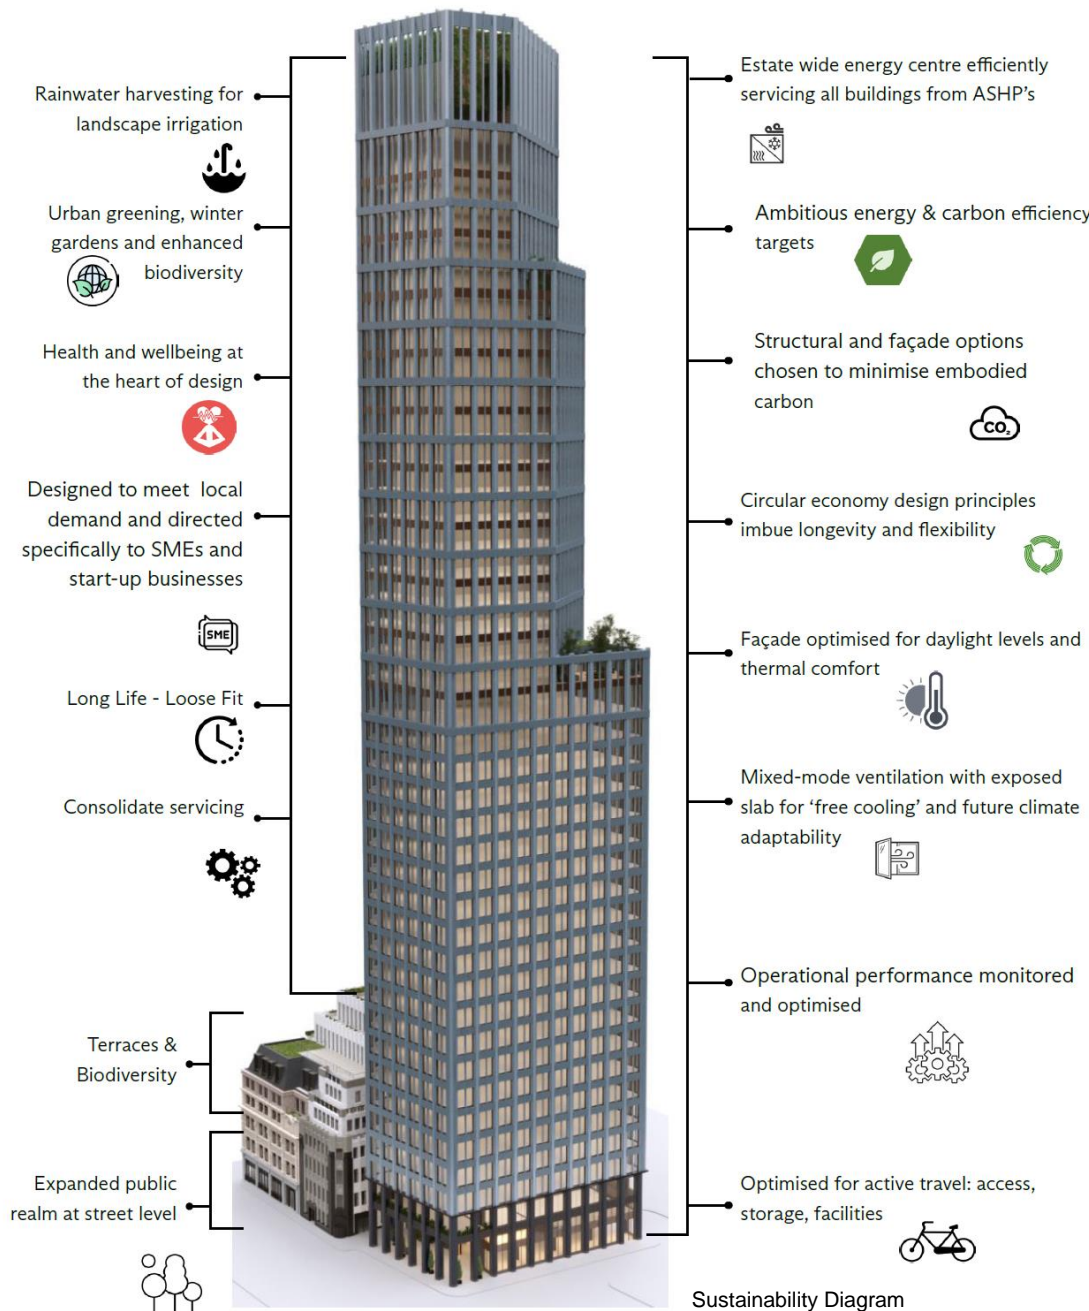 Rainwater harvesting for
landscape irrigation
Urban greening, winter
gardens and enhanced
biodiversity
Health and wellbeing at
the heart of design
Designed to meet local
demand and directed
specifically to SMEs and
start-up businesses
SME
Long Life - Loose Fit
Consolidate servicing
Terraces &
Biodiversity
Expanded public
realm at street level
Estate wide energy centre efficiently
servicing all buildings from ASHP's
Ambitious energy & carbon efficiency
targets
Structural and façade options
chosen to minimise embodied
carbon
CO₂
Circular economy design principles
imbue longevity and flexibility
Façade optimised for daylight levels and
thermal comfort
Mixed-mode ventilation with exposed
slab for ‘free cooling’ and future climate
adaptability
Operational performance monitored
and optimised
Optimised for active travel: access,
storage, facilities
Sustainability Diagram